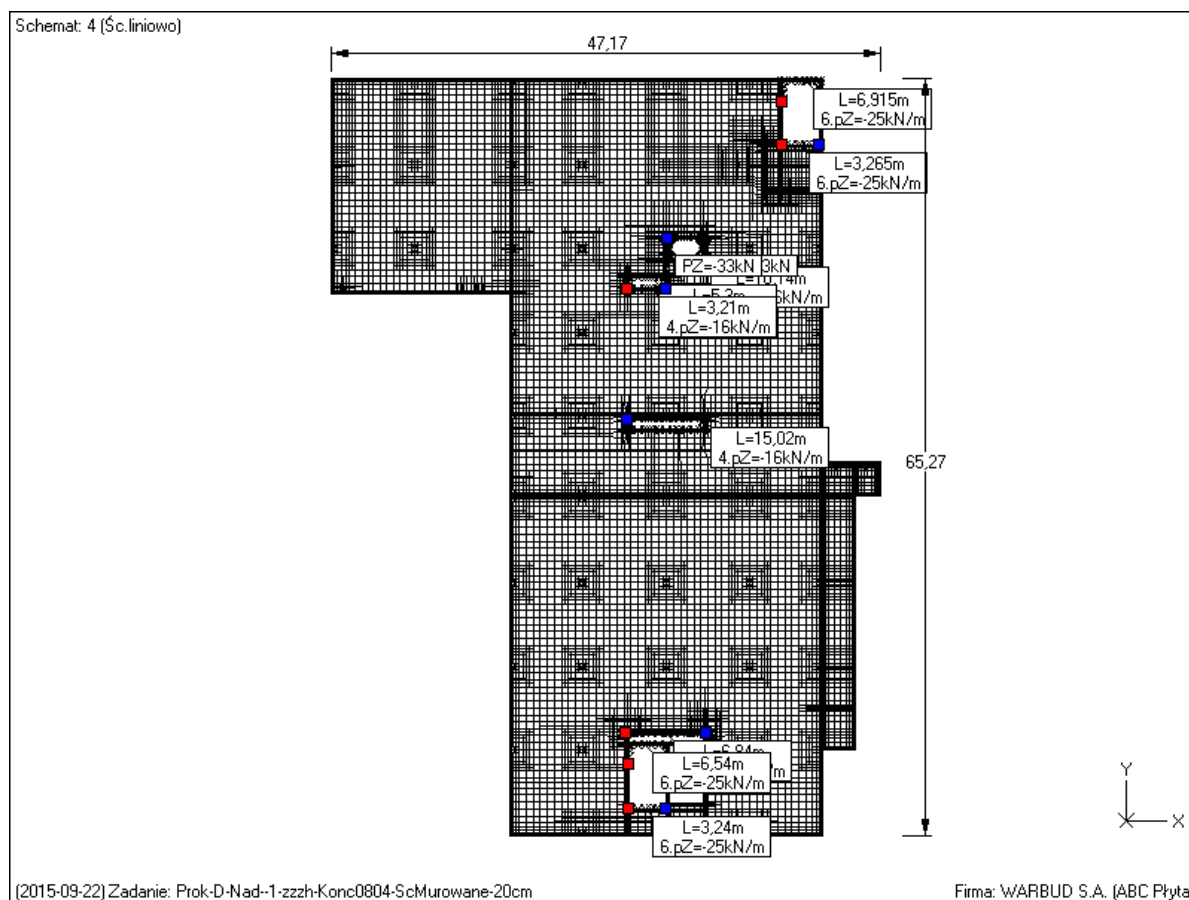 Schemat: 4 (Śc.liniowo)
47,17
L=6,915m
6.pZ=-25kN/m
L=3,265m
6.pZ=-25kN/m
PZ=-33kN
3kN
L=3,21m
4.pZ=-16kN/m
L=15,02m
4.pZ=-16kN/m
65,27
L=6,54m
6.pZ=-25kN/m
L=3,24m
6.pZ=-25kN/m
Y
X
(2015-09-22) Zadanie: Prok-D-Nad--1-zzzh-Konc0804-ScMurowane-20cm
Firma: WARBUD S.A. (ABC Płyta